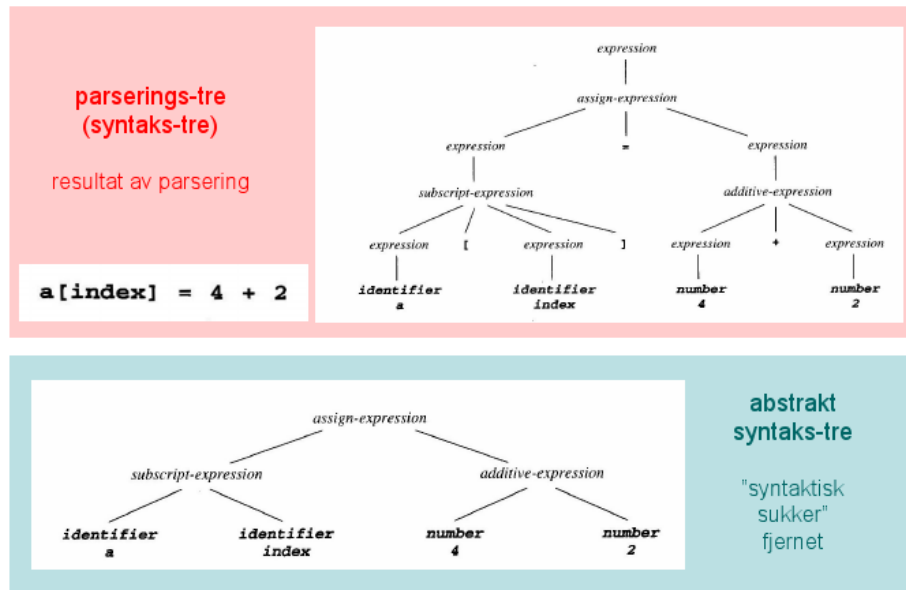 parserings-tre
(syntaks-tre)
resultat av parsering
a[index] = 4 + 2
expression
assign-expression
expression = expression
subscript-expression additive-expression
expression [ expression ] expression + expression
identifier identifier number number
a index 4 2
assign-expression
subscript-expression additive-expression
identifier identifier number number
a index 4 2
abstrakt
syntaks-tre
"syntaktisk
sukker"
fjernet